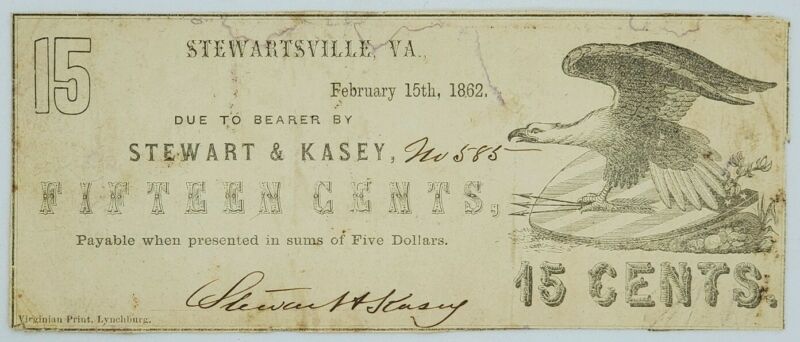 15
STEWARTSVILLE, VA.,
February 15th, 1862.
DUE TO BEARER BY
STEWART & KASEY, No 585
FIFTEEN CENTS,
Payable when presented in sums of Five Dollars.
15 CENTS.
Stewart & Kasey
Virginian Print, Lynchburg.